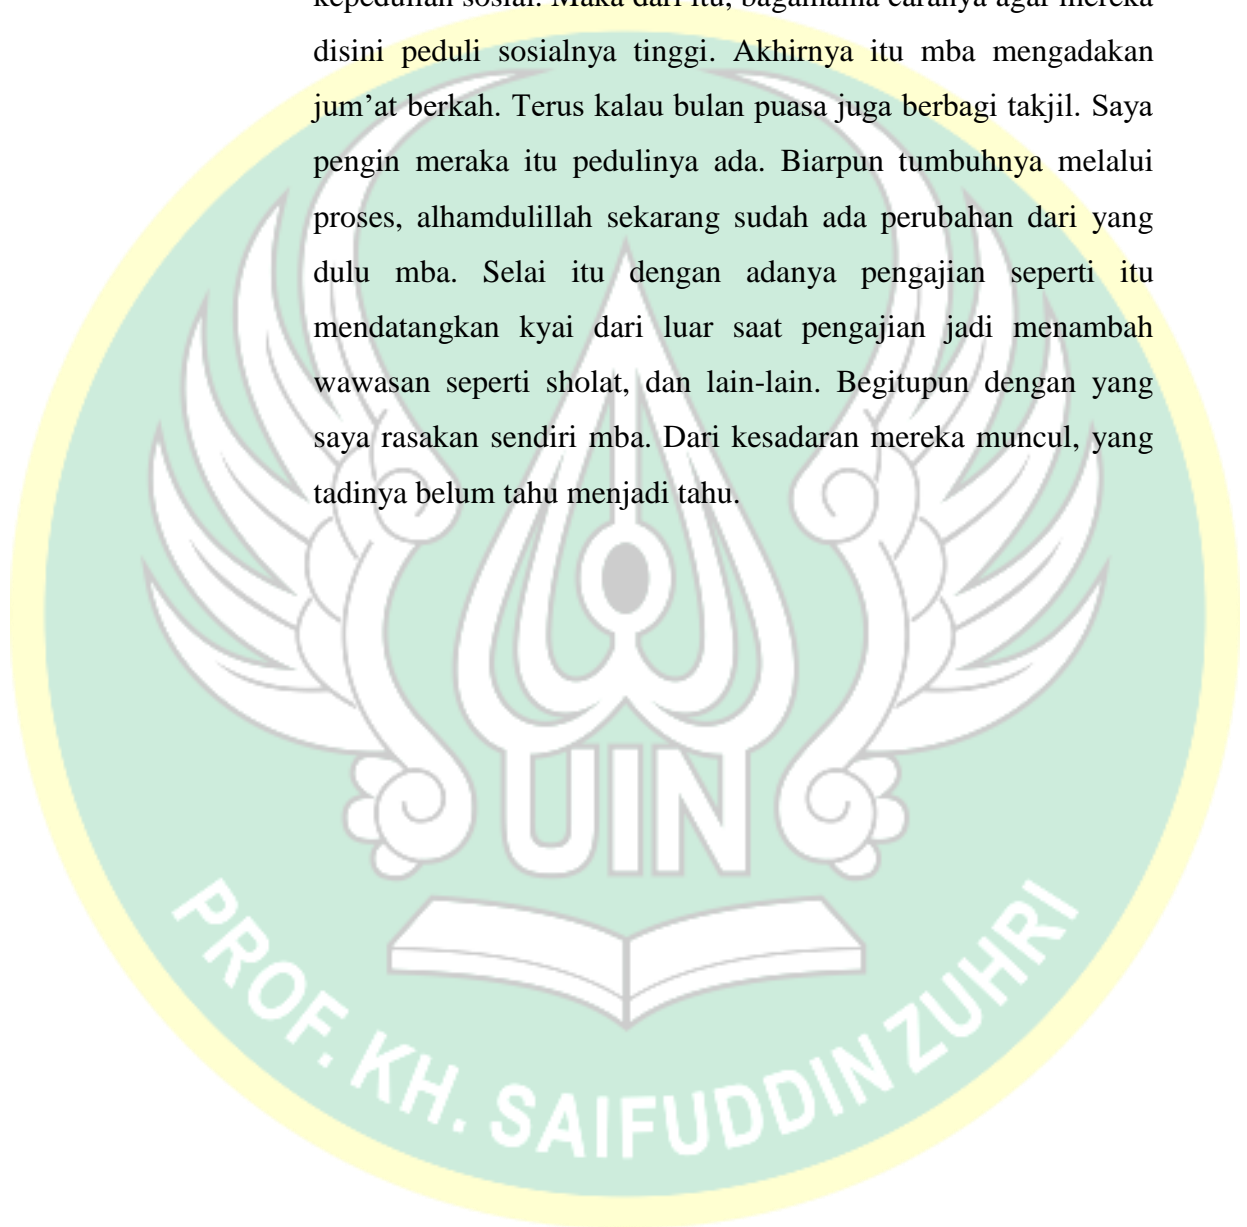 kepedulian sosial. Maka dari itu, bagaimana caranya agar mereka
disini peduli sosialnya tinggi. Akhirnya itu mba mengadakan
jum’at berkah. Terus kalau bulan puasa juga berbagi takjil. Saya
pengin meraka itu pedulinya ada. Biarpun tumbuhnya melalui
proses, alhamdulillah sekarang sudah ada perubahan dari yang
dulu mba. Selai itu dengan adanya pengajian seperti itu
mendatangkan kyai dari luar saat pengajian jadi menambah
wawasan seperti sholat, dan lain-lain. Begitupun dengan yang
saya rasakan sendiri mba. Dari kesadaran mereka muncul, yang
tadinya belum tahu menjadi tahu.
UIN
PROF. KH. SAIFUDDIN ZUHRI